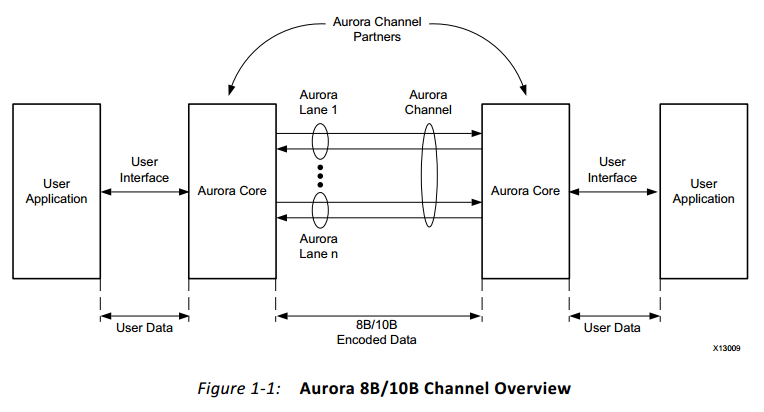 Aurora Channel
Partners
Aurora
Lane 1
Aurora
Channel
User
Application
User
Interface
Aurora Core
Aurora Core
User
Interface
User
Application
Aurora
Lane n
User Data
8B/10B
Encoded Data
User Data
X13009
Figure 1-1: Aurora 8B/10B Channel Overview